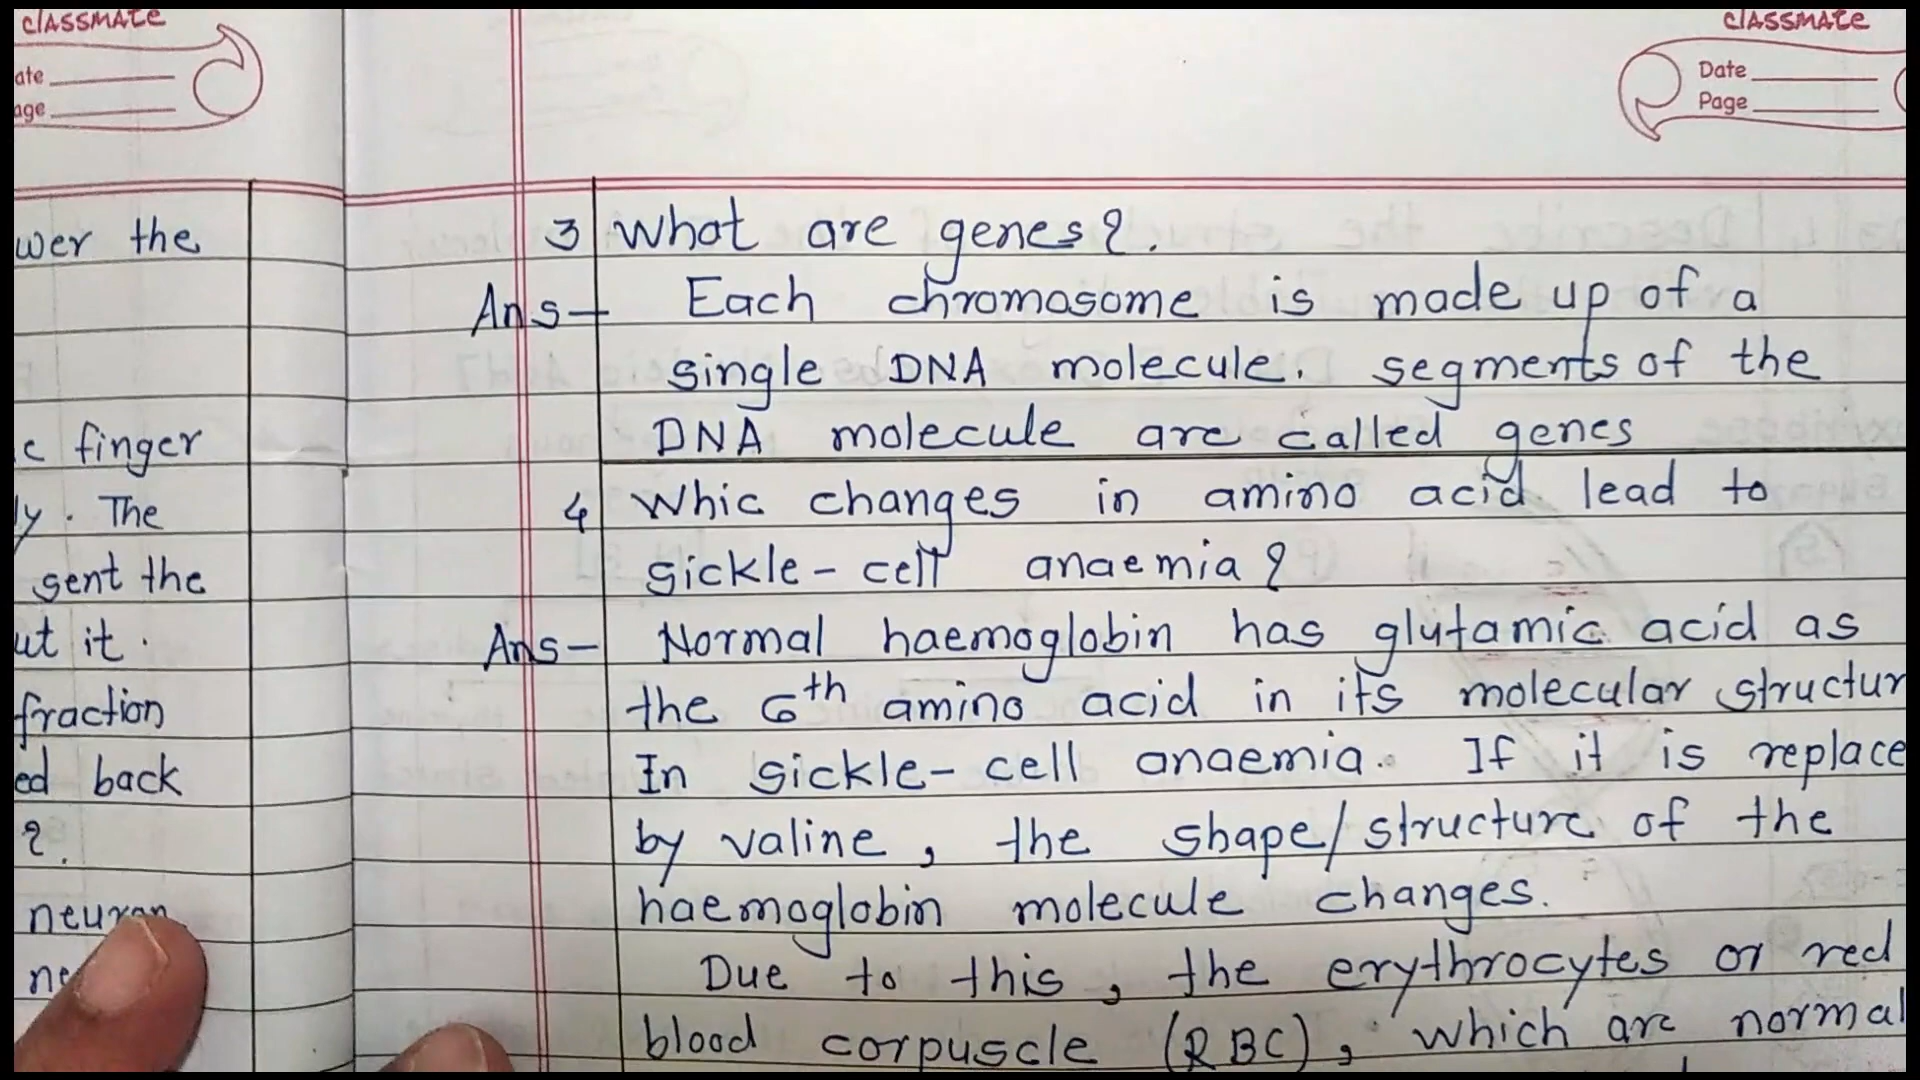 classmate
ate
age
classmate
Date
Page
wer the
c finger
ly. The
sent the
ut it.
fraction
ed back
?.
neuron
ne
3 What are genes?.
Ans- Each chromosome is made up of a
single DNA molecule. segments of the
DNA molecule are called genes
4 Whic changes in amino acid lead to
sickle-cell anaemia?
Ans- Normal haemoglobin has glutamic acid as
the 6th amino acid in its molecular structur
In sickle-cell anaemia. If it is replace
by valine, the shape/structure of the
haemoglobin molecule changes.
Due to this, the erythrocytes or red
blood corpuscle (RBC), which are normal